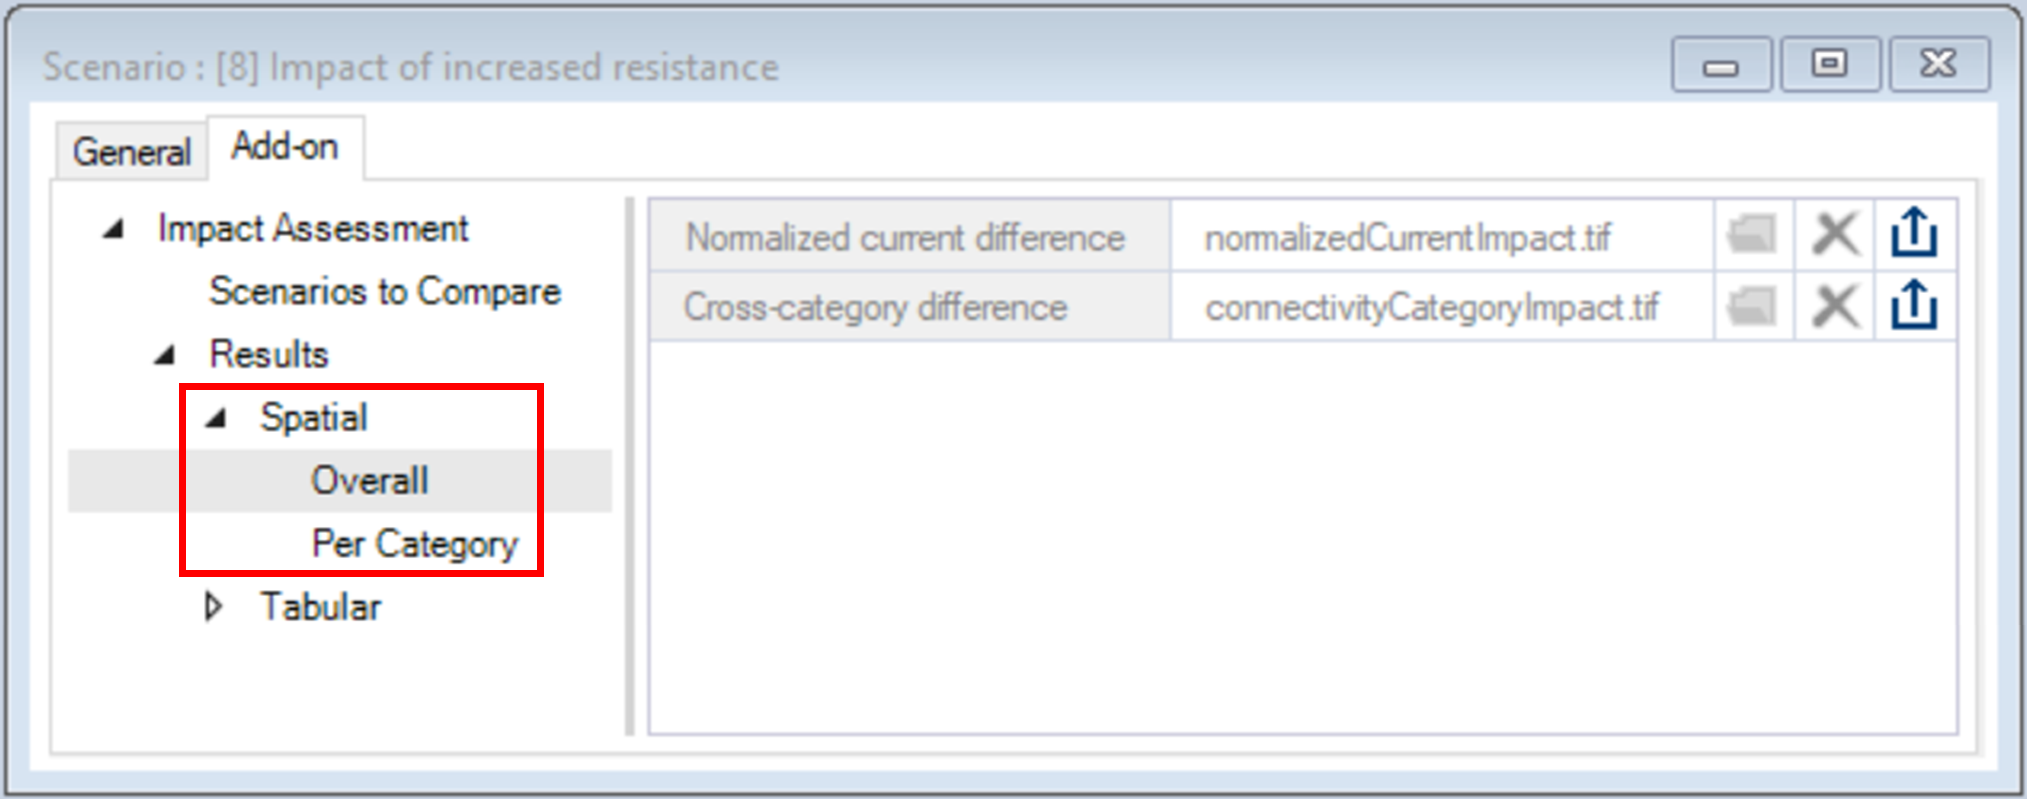 Scenario : [8] Impact of increased resistance
General
Add-on
Impact Assessment
Scenarios to Compare
Results
Spatial
Overall
Per Category
Tabular
Normalized current difference
normalizedCurrentImpact.tif
Cross-category difference
connectivityCategoryImpact.tif